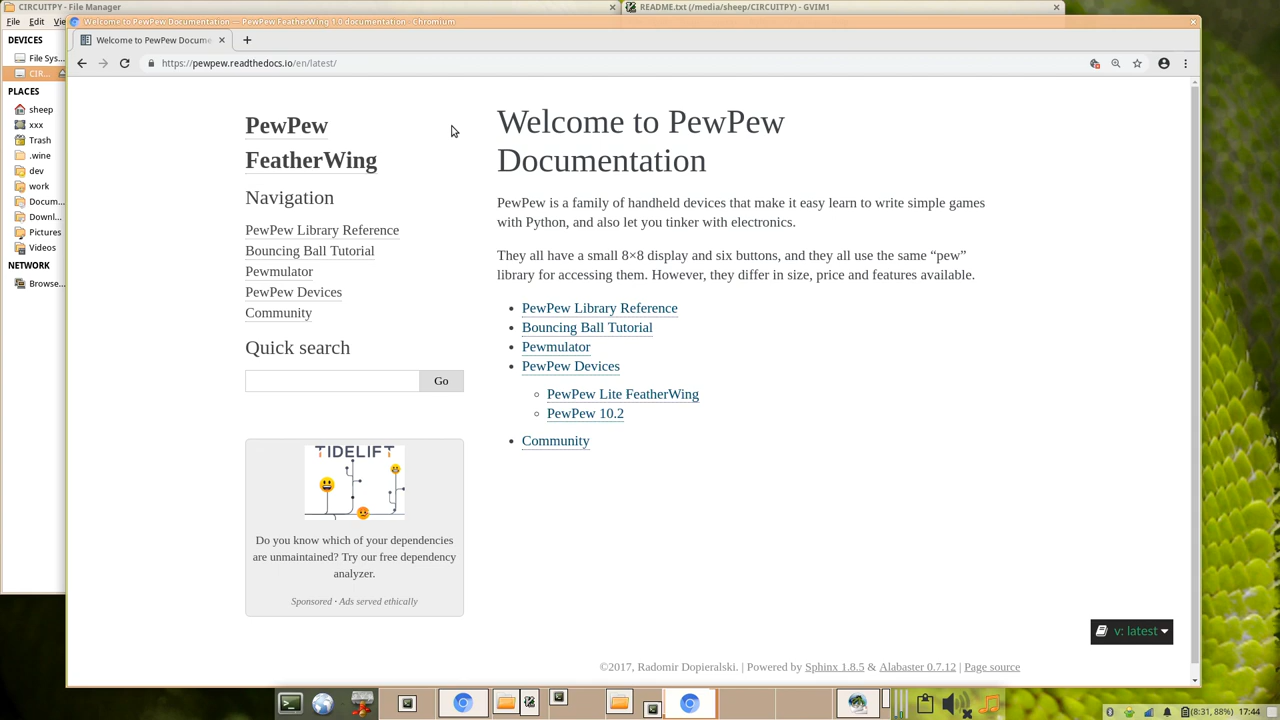 CIRCUITPY - File Manager
README.txt (/media/sheep/CIRCUITPY) - GVIM1
Welcome to PewPew Documentation — PewPew FeatherWing 1.0 documentation - Chromium
File Edit
DEVICES
File Sys...
CIR...
PLACES
sheep
xxx
Trash
.wine
dev
work
Docum...
Downl...
Pictures
Videos
NETWORK
Browse...
Welcome to PewPew Docume
https://pewpew.readthedocs.io/en/latest/
PewPew
FeatherWing
Navigation
PewPew Library Reference
Bouncing Ball Tutorial
Pewmulator
PewPew Devices
Community
Quick search
Go
TIDELIFT
Do you know which of your dependencies
are unmaintained? Try our free dependency
analyzer.
Sponsored · Ads served ethically
Welcome to PewPew
Documentation
PewPew is a family of handheld devices that make it easy learn to write simple games
with Python, and also let you tinker with electronics.
They all have a small 8×8 display and six buttons, and they all use the same “pew”
library for accessing them. However, they differ in size, price and features available.
• PewPew Library Reference
• Bouncing Ball Tutorial
• Pewmulator
• PewPew Devices
◦ PewPew Lite FeatherWing
◦ PewPew 10.2
• Community
v: latest
©2017, Radomir Dopieralski. | Powered by Sphinx 1.8.5 & Alabaster 0.7.12 | Page source
(8:31, 88%) 17:44